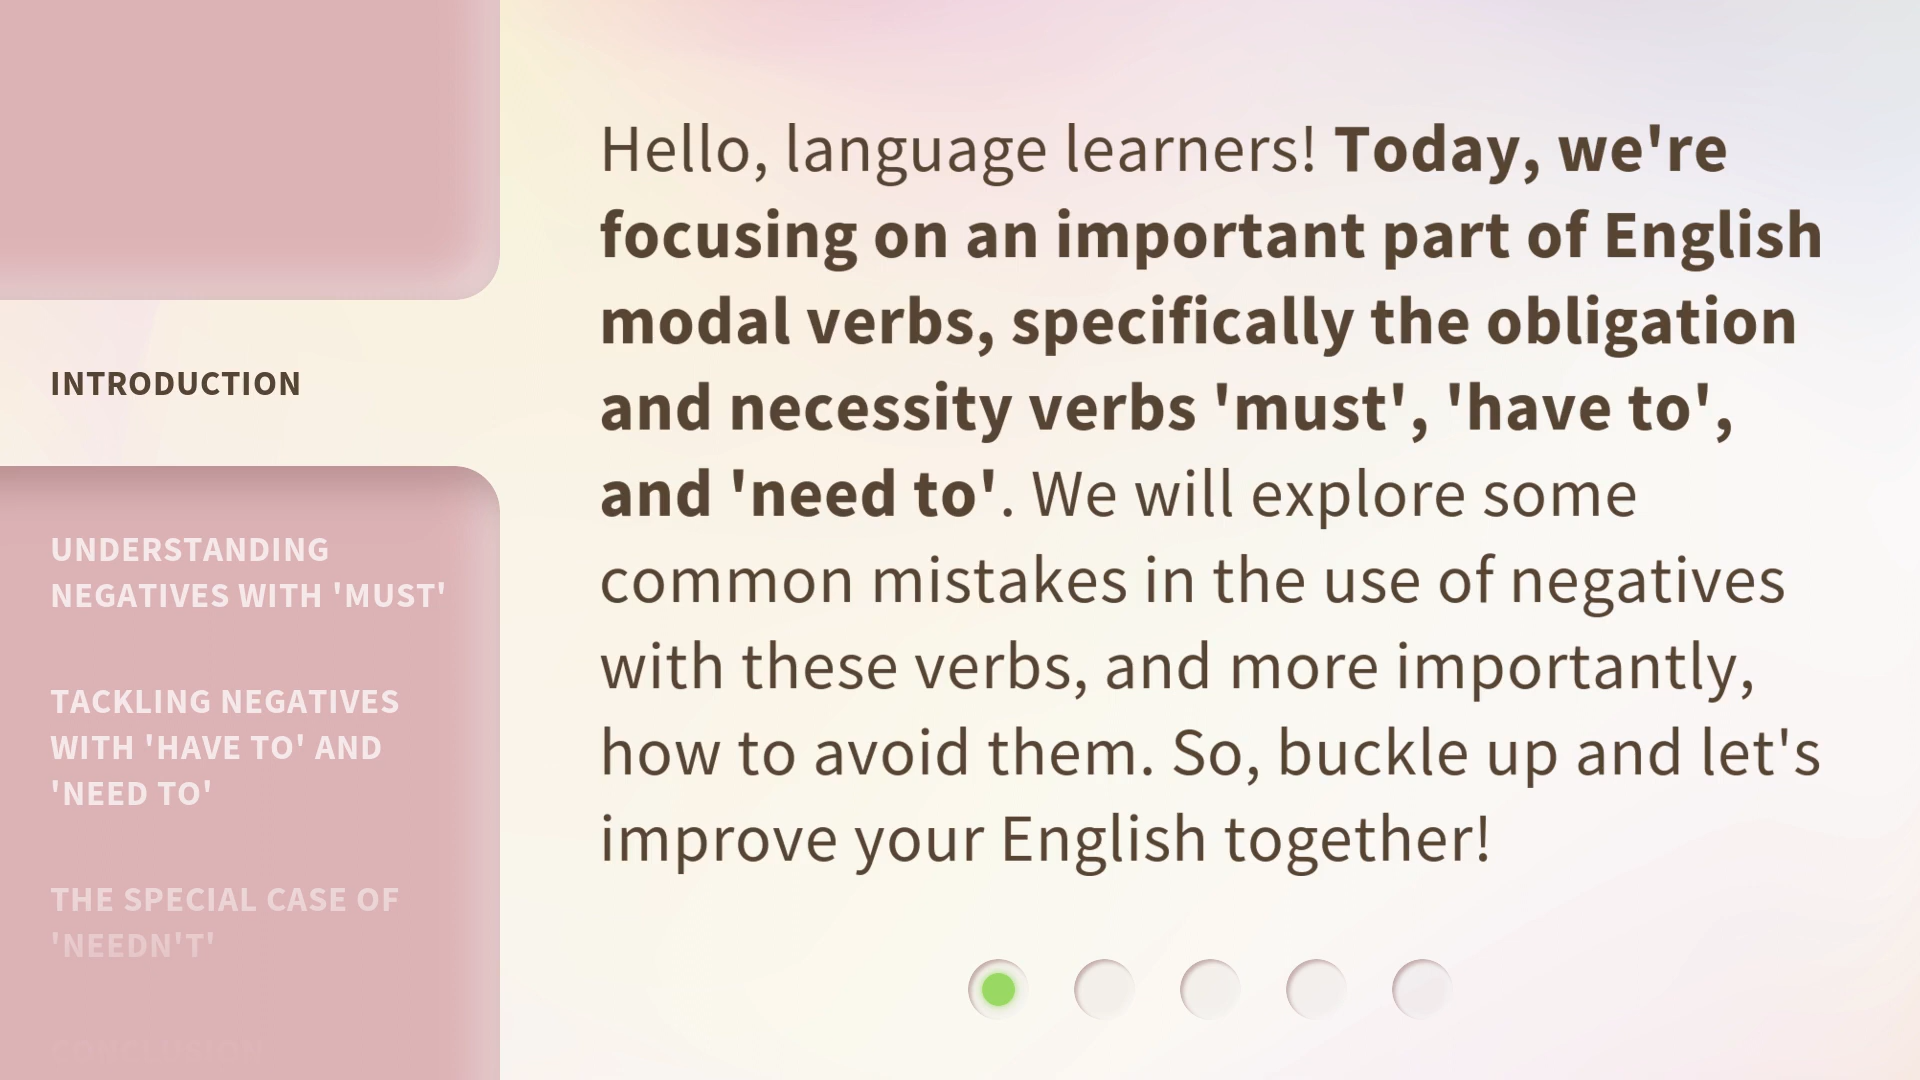 INTRODUCTION
UNDERSTANDING
NEGATIVES WITH 'MUST'
TACKLING NEGATIVES
WITH 'HAVE TO' AND
'NEED TO'
THE SPECIAL CASE OF
'NEEDN'T'
CONCLUSION
Hello, language learners! Today, we're
focusing on an important part of English
modal verbs, specifically the obligation
and necessity verbs 'must', 'have to',
and 'need to'. We will explore some
common mistakes in the use of negatives
with these verbs, and more importantly,
how to avoid them. So, buckle up and let's
improve your English together!